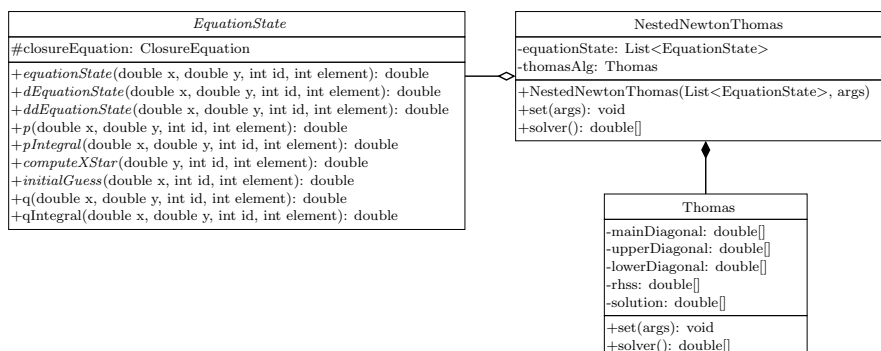 EquationState
#closureEquation: ClosureEquation
+equationState(double x, double y, int id, int element): double
+dEquationState(double x, double y, int id, int element): double
+ddEquationState(double x, double y, int id, int element): double
+p(double x, double y, int id, int element): double
+pIntegral(double x, double y, int id, int element): double
+computeXStar(double y, int id, int element): double
+initialGuess(double x, int id, int element): double
+q(double x, double y, int id, int element): double
+qIntegral(double x, double y, int id, int element): double
NestedNewtonThomas
-equationState: List<EquationState>
-thomasAlg: Thomas
+NestedNewtonThomas(List<EquationState>, args)
+set(args): void
+solver(): double[]
Thomas
-mainDiagonal: double[]
-upperDiagonal: double[]
-lowerDiagonal: double[]
-rhss: double[]
-solution: double[]
+set(args): void
+solver(): double[]